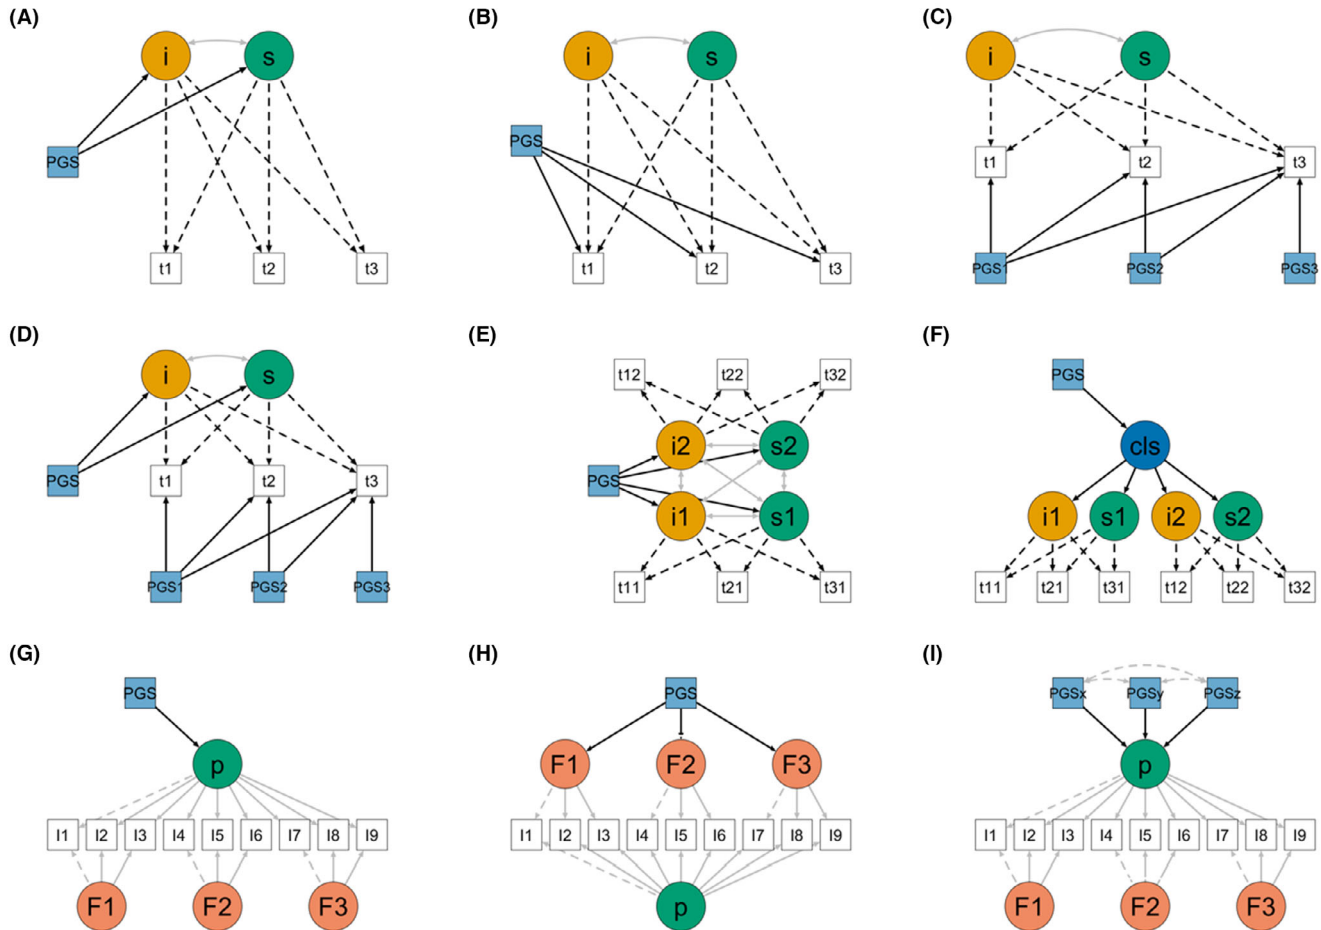 (A)
i s
PGS
t1 t2 t3
(B)
i s
PGS
t1 t2 t3
(C)
i s
t1 t2 t3
PGS1 PGS2 PGS3
(D)
i s
PGS t1 t2 t3
PGS1 PGS2 PGS3
(E)
t12 t22 t32
i2 s2
PGS
i1 s1
t11 t21 t31
(F)
PGS
cls
i1 s1 i2 s2
t11 t21 t31 t12 t22 t32
(G)
PGS
p
I1 I2 I3 I4 I5 I6 I7 I8 I9
F1 F2 F3
(H)
PGS
F1 F2 F3
I1 I2 I3 I4 I5 I6 I7 I8 I9
p
(I)
PGSx PGSy PGSz
p
I1 I2 I3 I4 I5 I6 I7 I8 I9
F1 F2 F3